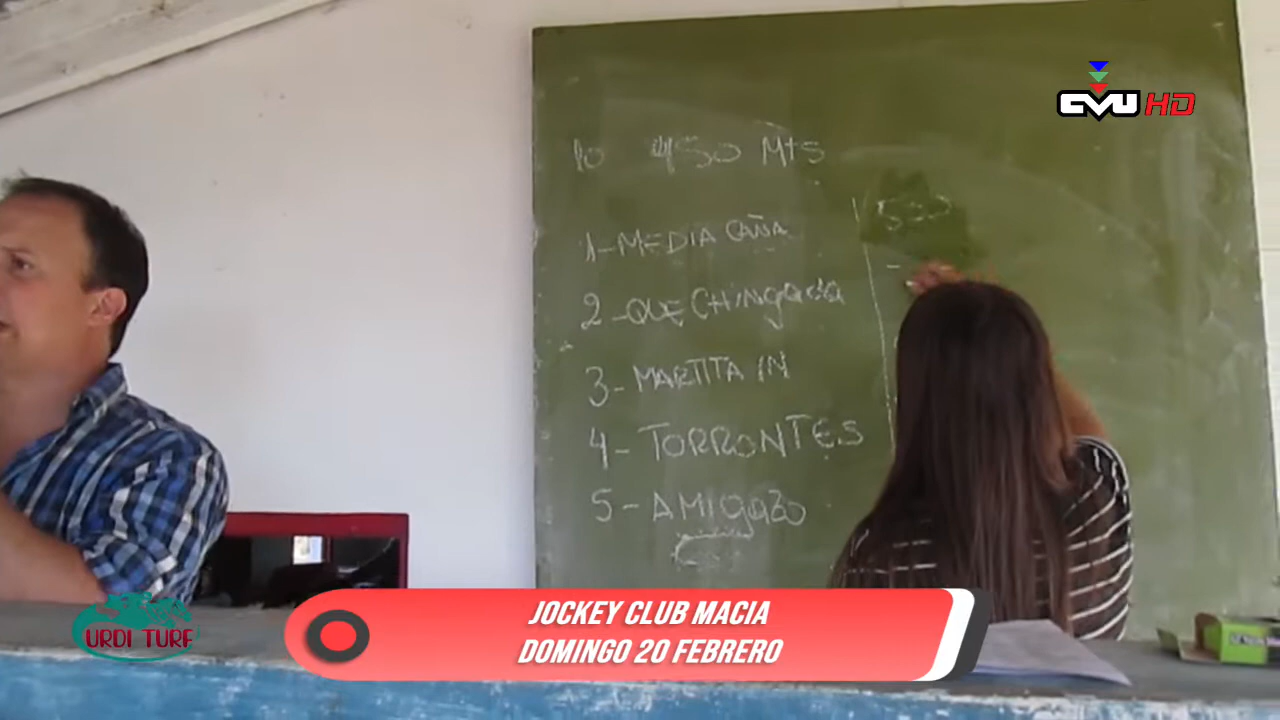 CVU HD
1o 450 Mts
1-MEDIA CAÑA
2-QUE CHINGADA
3-MARTITA IN
4-TORRONTES
5-AMIGAZO
URDI TURF
JOCKEY CLUB MACIA
DOMINGO 20 FEBRERO